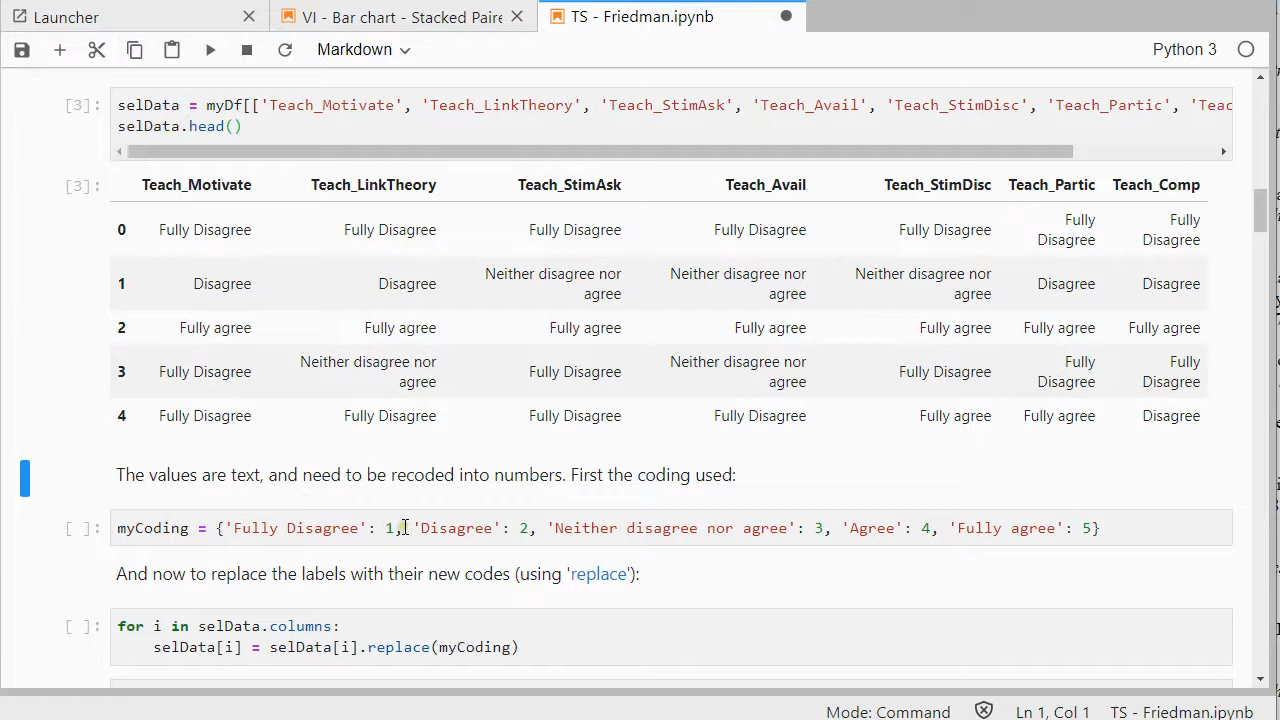 Launcher
VI - Bar chart - Stacked Paire
TS - Friedman.ipynb
Markdown
Python 3
[3]:
selData = myDf[['Teach_Motivate', 'Teach_LinkTheory', 'Teach_StimAsk', 'Teach_Avail', 'Teach_StimDisc', 'Teach_Partic', 'Teac
selData.head()
[3]:
Teach_Motivate Teach_LinkTheory Teach_StimAsk Teach_Avail Teach_StimDisc Teach_Partic Teach_Comp
0 Fully Disagree Fully Disagree Fully Disagree Fully Disagree Fully Disagree Fully Disagree Fully Disagree
1 Disagree Disagree Neither disagree nor agree Neither disagree nor agree Neither disagree nor agree Disagree Disagree
2 Fully agree Fully agree Fully agree Fully agree Fully agree Fully agree Fully agree
3 Fully Disagree Neither disagree nor agree Fully Disagree Neither disagree nor agree Fully Disagree Fully Disagree Fully Disagree
4 Fully Disagree Fully Disagree Fully Disagree Fully Disagree Fully agree Fully agree Disagree
The values are text, and need to be recoded into numbers. First the coding used:
[ ]: myCoding = {'Fully Disagree': 1, 'Disagree': 2, 'Neither disagree nor agree': 3, 'Agree': 4, 'Fully agree': 5}
And now to replace the labels with their new codes (using 'replace'):
[ ]: for i in selData.columns:
selData[i] = selData[i].replace(myCoding)
Mode: Command
Ln 1, Col 1
TS - Friedman.ipynb